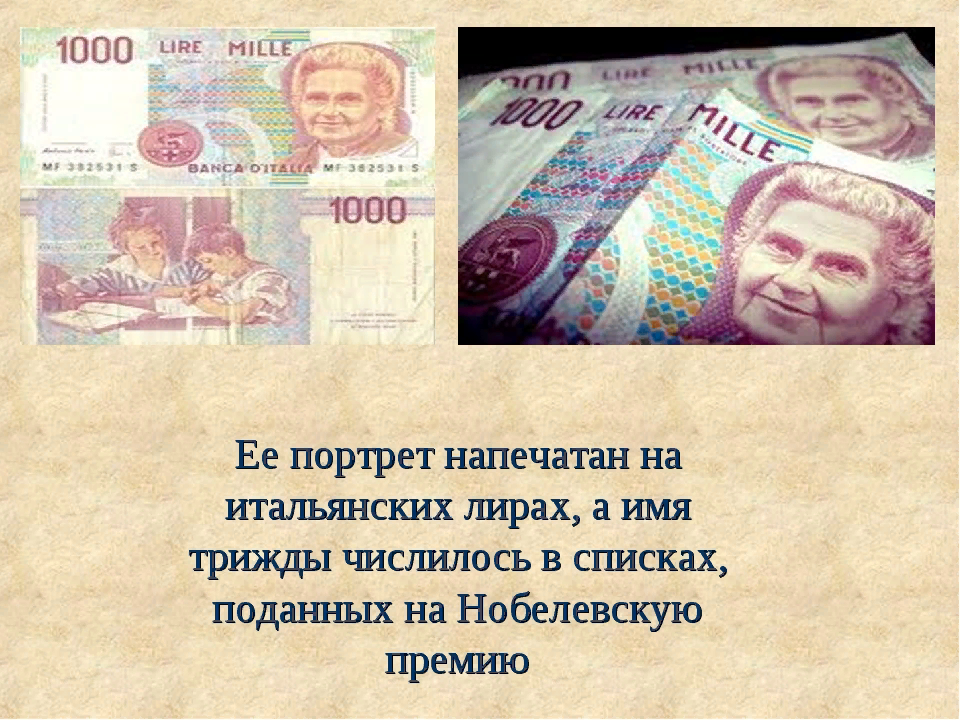 1000 LIRE MILLE
MF 382531 S BANCA D'ITALIA MF 382531 S
1000
1000 LIRE MILLE
LIRE MILLE
Ее портрет напечатан на
итальянских лирах, а имя
трижды числилось в списках,
поданных на Нобелевскую
премию